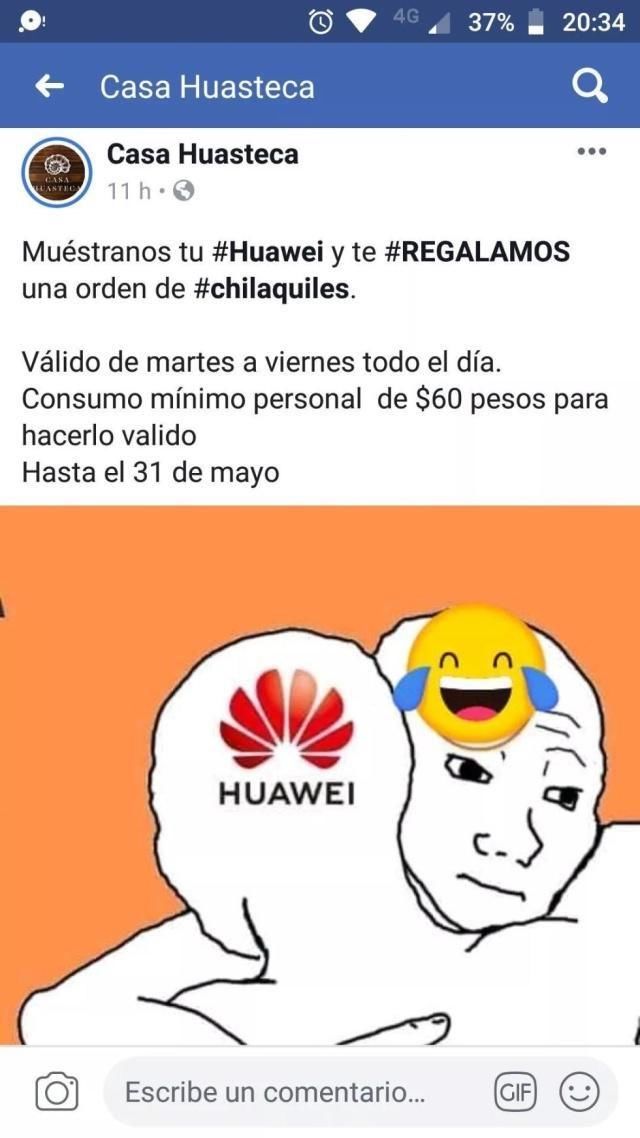 4G 37% 20:34
Casa Huasteca
Casa Huasteca
CASA
HUASTECA
11 h
Muéstranos tu #Huawei y te #REGALAMOS
una orden de #chilaquiles.
Válido de martes a viernes todo el día.
Consumo mínimo personal  de $60 pesos para
hacerlo valido
Hasta el 31 de mayo
HUAWEI
Escribe un comentario...
GIF